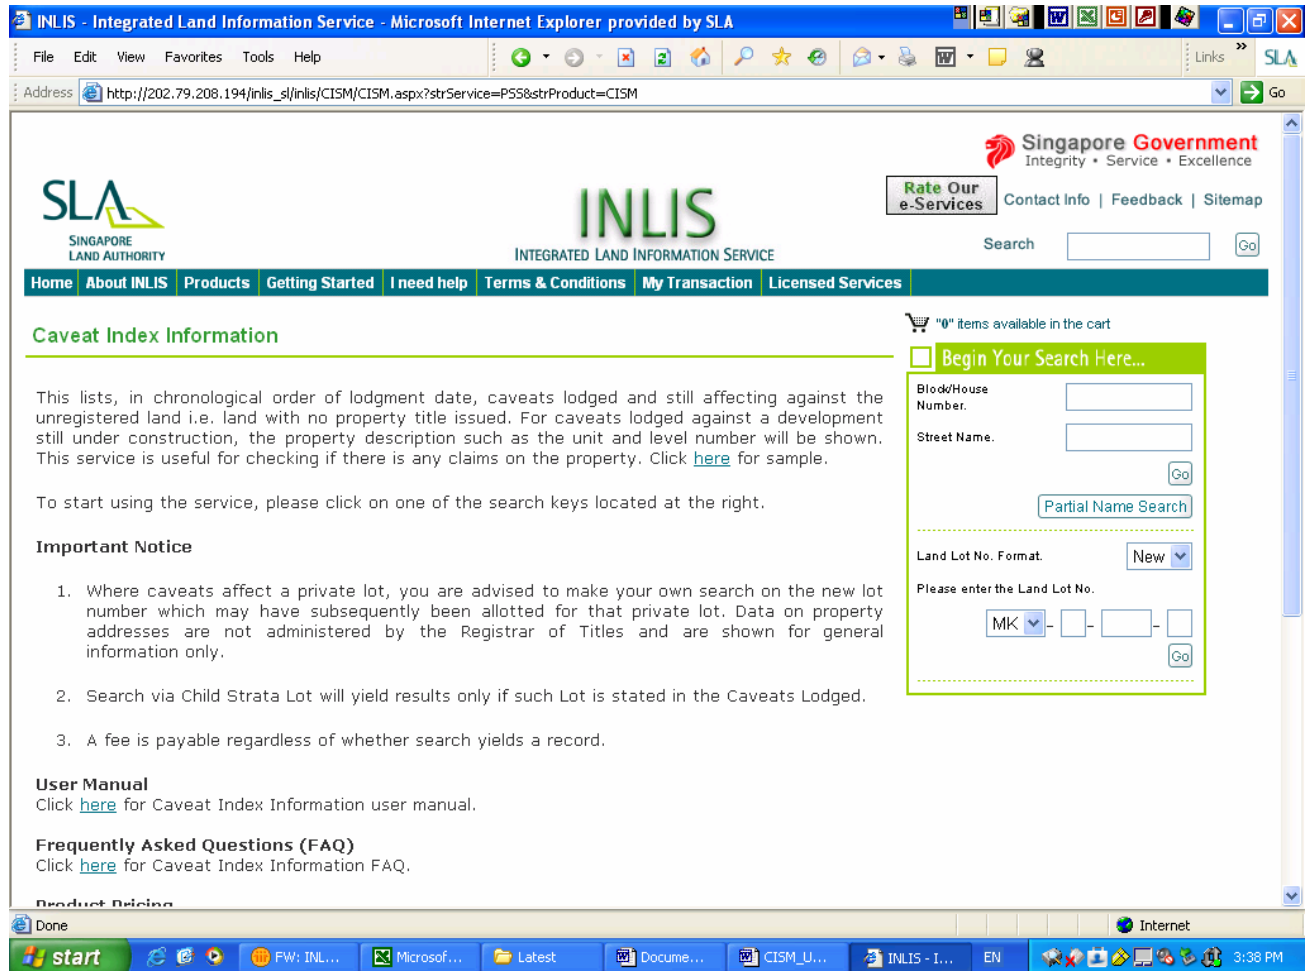 INLIS - Integrated Land Information Service - Microsoft Internet Explorer provided by SLA
File Edit View Favorites Tools Help
Links » SLA
Address http://202.79.208.194/inlis_sl/inlis/CISM/CISM.aspx?strService=PSS&strProduct=CISM Go
Singapore Government
Integrity • Service • Excellence
SLA
SINGAPORE
LAND AUTHORITY
INLIS
INTEGRATED LAND INFORMATION SERVICE
Rate Our
e-Services
Contact Info | Feedback | Sitemap
Search Go
Home About INLIS Products Getting Started I need help Terms & Conditions My Transaction Licensed Services
"0" items available in the cart
Caveat Index Information
This lists, in chronological order of lodgment date, caveats lodged and still affecting against the
unregistered land i.e. land with no property title issued. For caveats lodged against a development
still under construction, the property description such as the unit and level number will be shown.
This service is useful for checking if there is any claims on the property. Click here for sample.
To start using the service, please click on one of the search keys located at the right.
Important Notice
1. Where caveats affect a private lot, you are advised to make your own search on the new lot
number which may have subsequently been allotted for that private lot. Data on property
addresses are not administered by the Registrar of Titles and are shown for general
information only.
2. Search via Child Strata Lot will yield results only if such Lot is stated in the Caveats Lodged.
3. A fee is payable regardless of whether search yields a record.
User Manual
Click here for Caveat Index Information user manual.
Frequently Asked Questions (FAQ)
Click here for Caveat Index Information FAQ.
Product Pricing
Begin Your Search Here...
Block/House
Number.
Street Name.
Go
Partial Name Search
Land Lot No. Format. New
Please enter the Land Lot No.
MK - - -
Go
Done
Internet
start FW: INL... Microsof... Latest Docume... CISM_U... INLIS - I... EN 3:38 PM